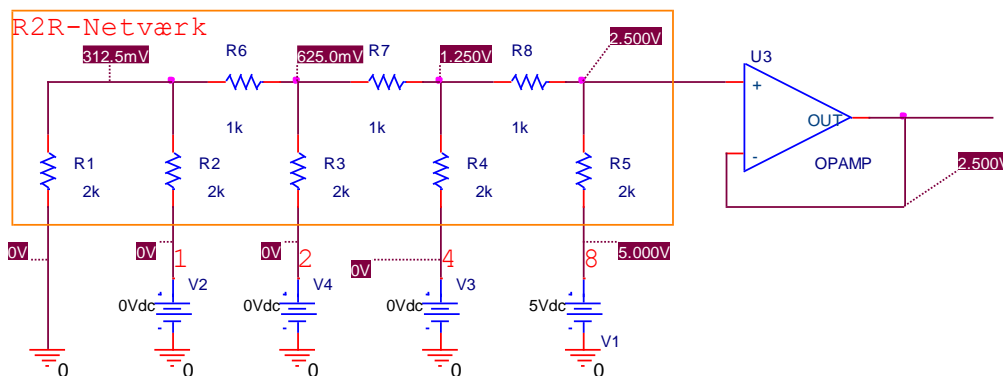 R2R-Netværk
312.5mV
R6
625.0mV
R7
1.250V
R8
2.500V
U3
1k
1k
1k
+
-
OUT
OPAMP
2.500V
R1
2k
R2
2k
R3
2k
R4
2k
R5
2k
0V
0V
0V
0V
5.000V
1
2
4
8
V2
V4
V3
V1
0Vdc
0Vdc
0Vdc
5Vdc
0
0
0
0
0